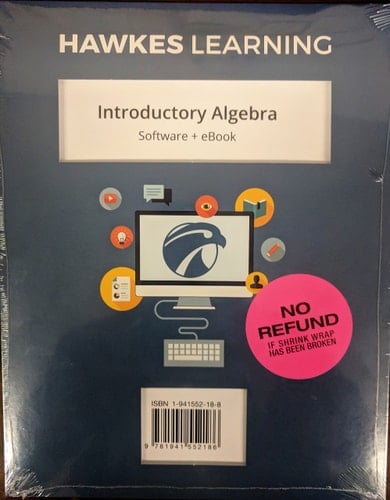 HAWKES LEARNING
Introductory Algebra
Software + eBook
NO
REFUND
IF SHRINK WRAP
HAS BEEN BROKEN
ISBN 1-941552-18-8
9 781941 552186